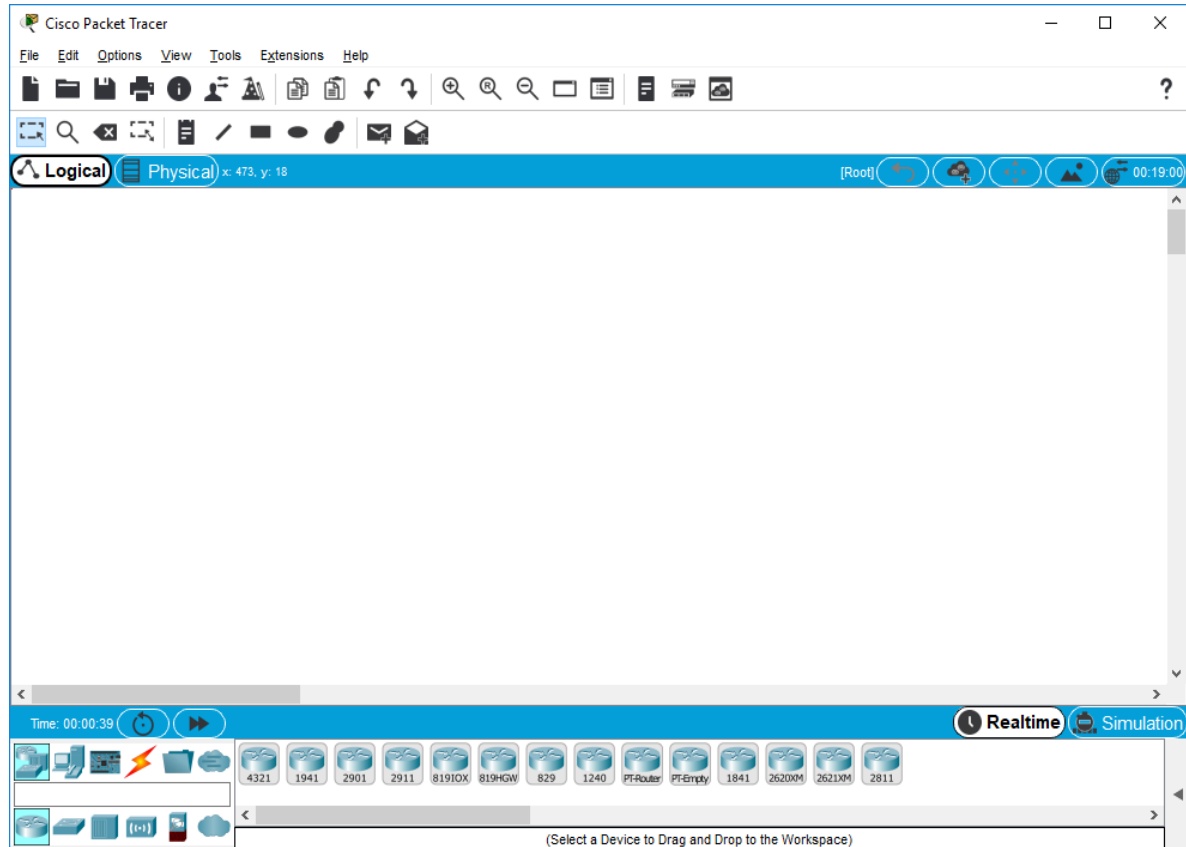 Cisco Packet Tracer
File Edit Options View Tools Extensions Help
?
Logical Physical x: 473, y: 18 [Root] 00:19:00
Time: 00:00:39 Realtime Simulation
4321 1941 2901 2911 819IOX 819HGW 829 1240 PT-Router PT-Empty 1841 2620XM 2621XM 2811
(Select a Device to Drag and Drop to the Workspace)